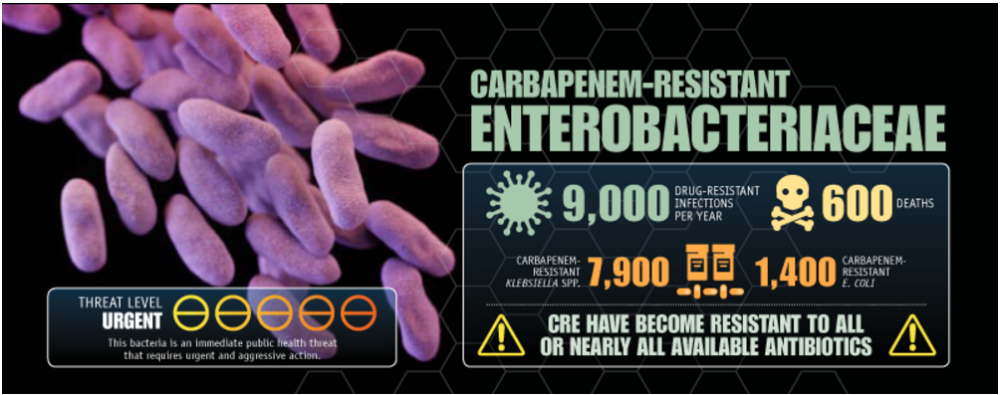 CARBAPENEM-RESISTANT
ENTEROBACTERIACEAE
9,000
DRUG-RESISTANT
INFECTIONS
PER YEAR
600
DEATHS
CARBAPENEM-
RESISTANT
KLEBSIELLA SPP.
7,900
1,400
CARBAPENEM-
RESISTANT
E. COLI
CRE HAVE BECOME RESISTANT TO ALL
OR NEARLY ALL AVAILABLE ANTIBIOTICS
THREAT LEVEL
URGENT
This bacteria is an immediate public health threat
that requires urgent and aggressive action.